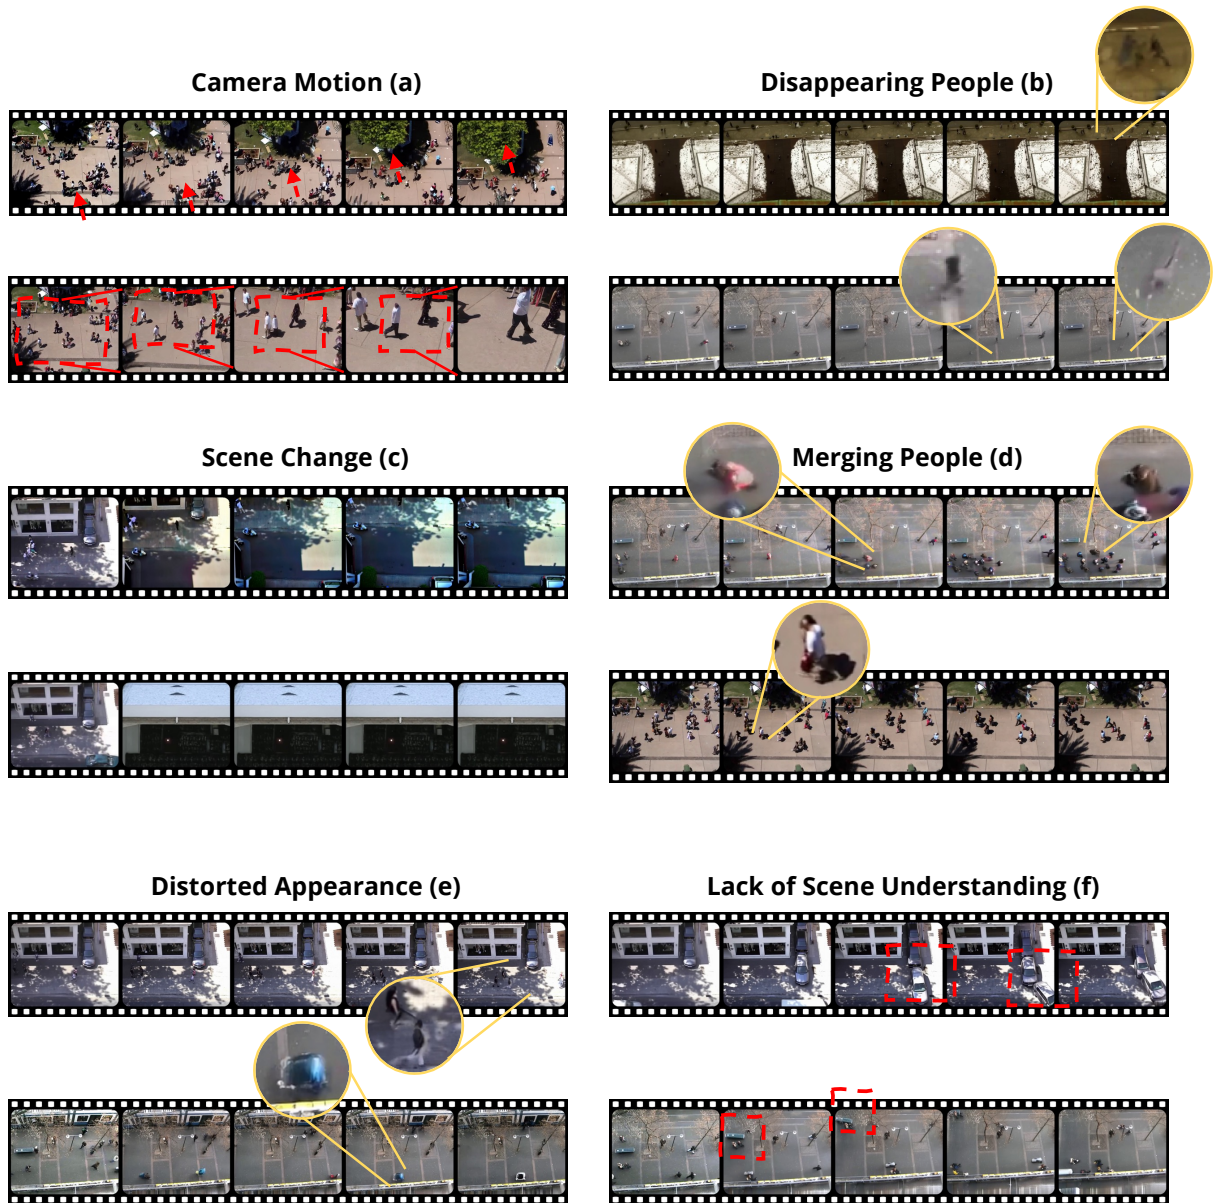 Camera Motion (a)
Disappearing People (b)
Scene Change (c)
Merging People (d)
Distorted Appearance (e)
Lack of Scene Understanding (f)